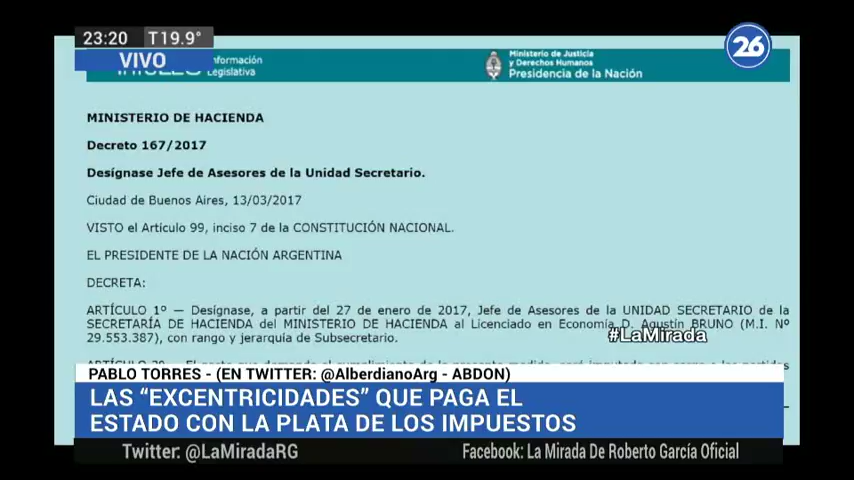 23:20 T19.9°
VIVO
Información
Legislativa
Ministerio de Justicia
y Derechos Humanos
Presidencia de la Nación
26
MINISTERIO DE HACIENDA
Decreto 167/2017
Desígnase Jefe de Asesores de la Unidad Secretario.
Ciudad de Buenos Aires, 13/03/2017
VISTO el Artículo 99, inciso 7 de la CONSTITUCIÓN NACIONAL.
EL PRESIDENTE DE LA NACIÓN ARGENTINA
DECRETA:
ARTÍCULO 1º — Desígnase, a partir del 27 de enero de 2017, Jefe de Asesores de la UNIDAD SECRETARIO de la
SECRETARÍA DE HACIENDA del MINISTERIO DE HACIENDA al Licenciado en Economía D. Agustín BRUNO (M.I. Nº
29.553.387), con rango y jerarquía de Subsecretario.
#LaMirada
PABLO TORRES - (EN TWITTER: @AlberdianoArg - ABDON)
LAS “EXCENTRICIDADES” QUE PAGA EL
ESTADO CON LA PLATA DE LOS IMPUESTOS
Twitter: @LaMiradaRG
Facebook: La Mirada De Roberto García Oficial